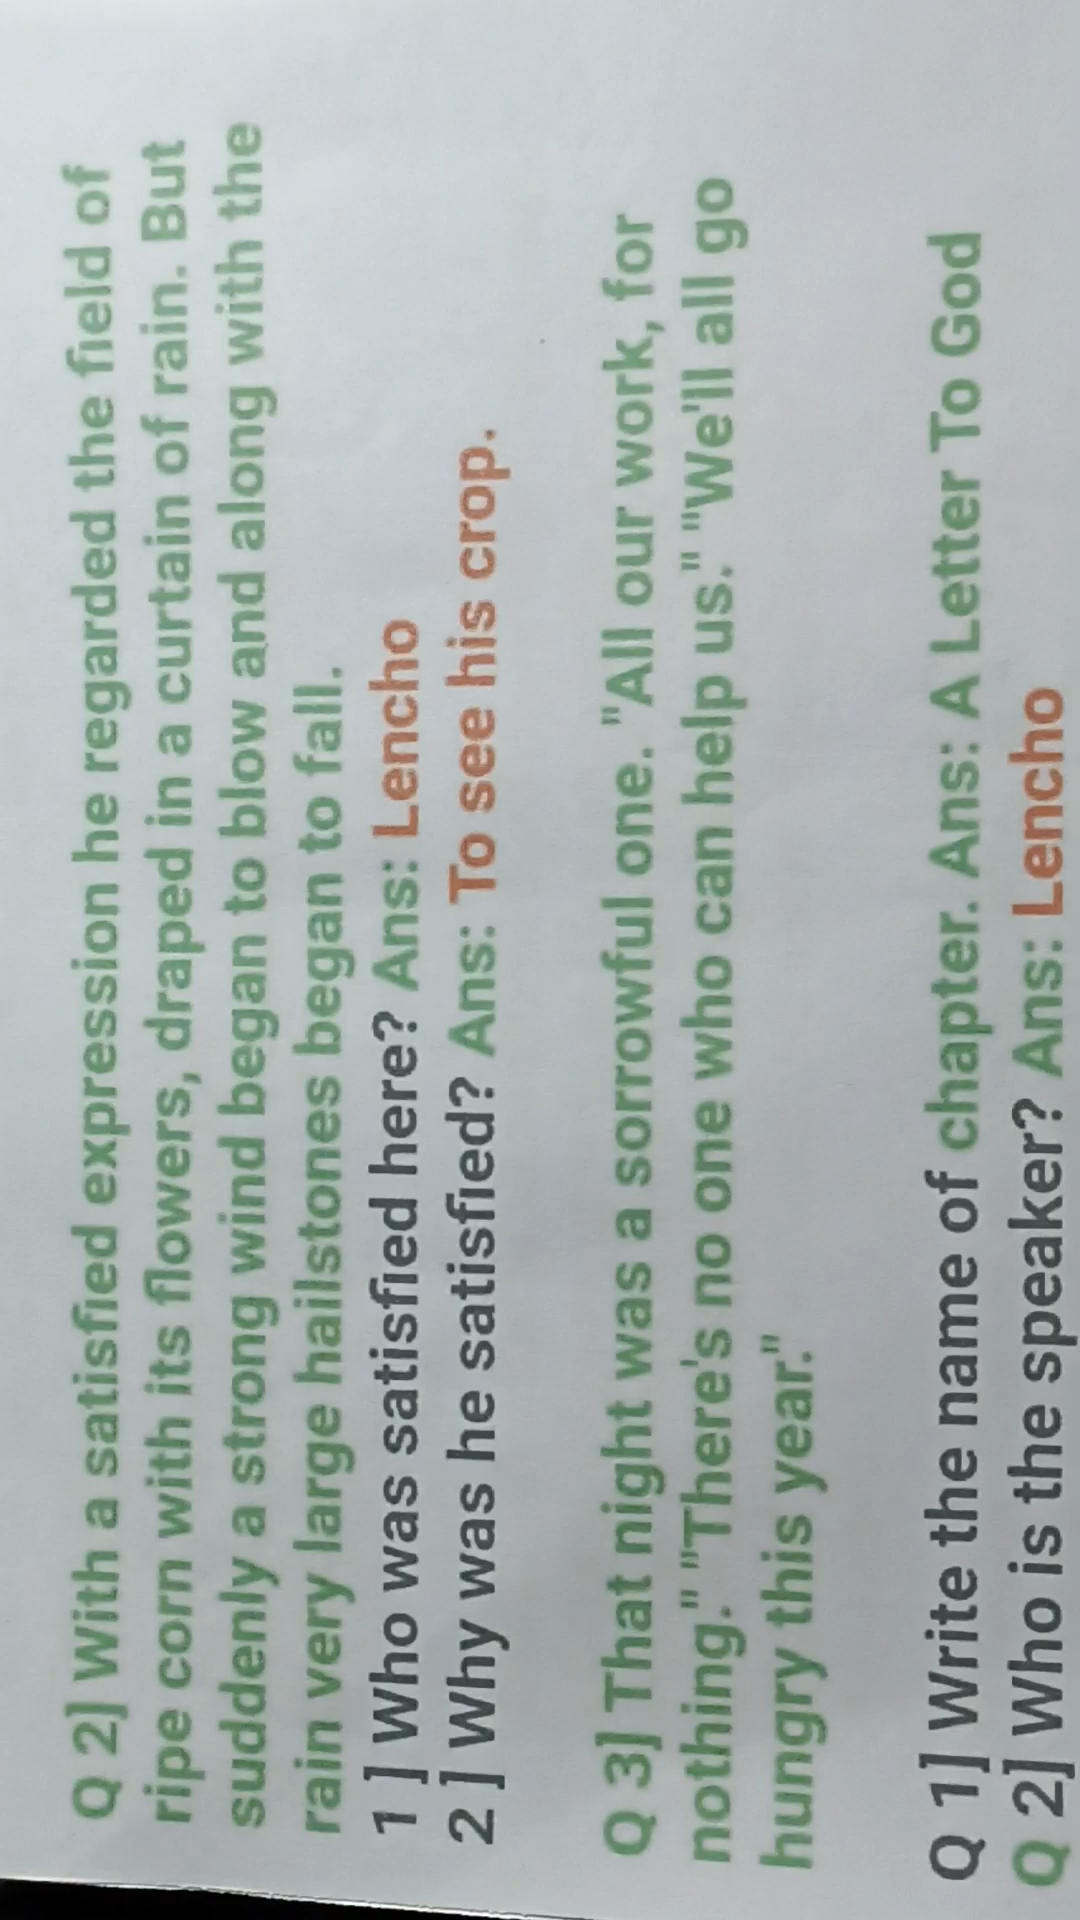 Q 2] With a satisfied expression he regarded the field of
ripe corn with its flowers, draped in a curtain of rain. But
suddenly a strong wind began to blow and along with the
rain very large hailstones began to fall.
1 ] Who was satisfied here? Ans: Lencho
2 ] Why was he satisfied? Ans: To see his crop.
Q 3] That night was a sorrowful one. "All our work, for
nothing." "There's no one who can help us." "We'll all go
hungry this year."
Q 1] Write the name of chapter. Ans: A Letter To God
Q 2] Who is the speaker? Ans: Lencho